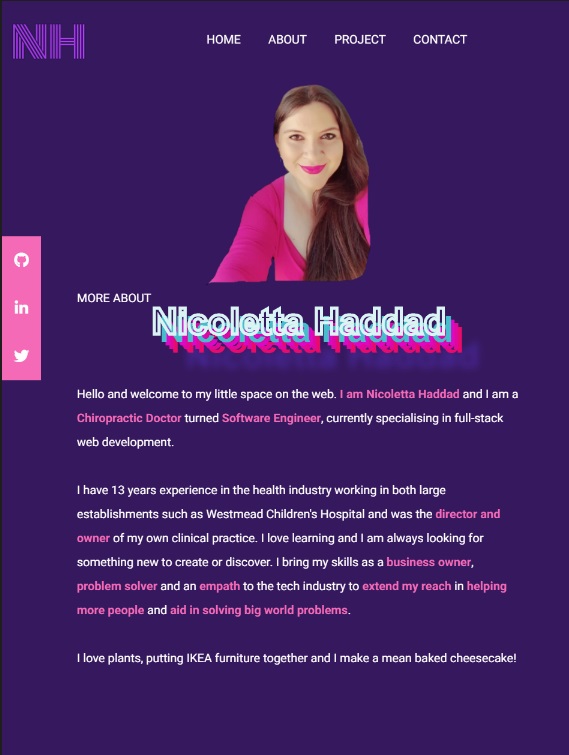 NH
HOME ABOUT PROJECT CONTACT
MORE ABOUT
Nicoletta Haddad
in
Hello and welcome to my little space on the web. I am Nicoletta Haddad and I am a
Chiropractic Doctor turned Software Engineer, currently specialising in full-stack
web development.
I have 13 years experience in the health industry working in both large
establishments such as Westmead Children's Hospital and was the director and
owner of my own clinical practice. I love learning and I am always looking for
something new to create or discover. I bring my skills as a business owner,
problem solver and an empath to the tech industry to extend my reach in helping
more people and aid in solving big world problems.
I love plants, putting IKEA furniture together and I make a mean baked cheesecake!